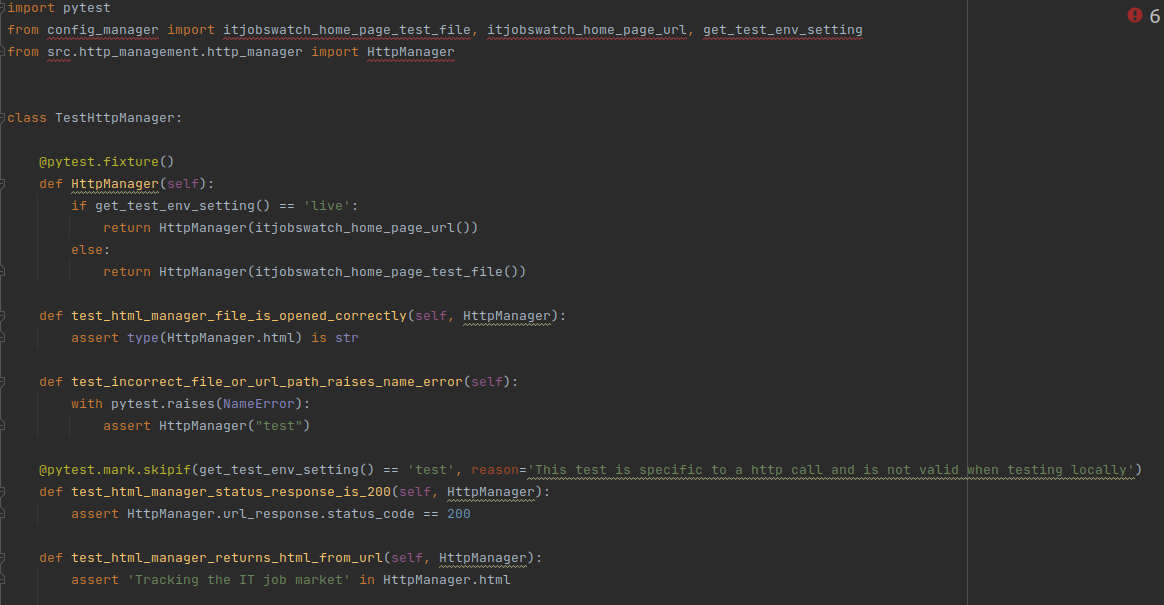 import pytest
6
from config_manager import itjobswatch_home_page_test_file, itjobswatch_home_page_url, get_test_env_setting
from src.http_management.http_manager import HttpManager
class TestHttpManager:
@pytest.fixture()
def HttpManager(self):
if get_test_env_setting() == 'live':
return HttpManager(itjobswatch_home_page_url())
else:
return HttpManager(itjobswatch_home_page_test_file())
def test_html_manager_file_is_opened_correctly(self, HttpManager):
assert type(HttpManager.html) is str
def test_incorrect_file_or_url_path_raises_name_error(self):
with pytest.raises(NameError):
assert HttpManager("test")
@pytest.mark.skipif(get_test_env_setting() == 'test', reason='This test is specific to a http call and is not valid when testing locally')
def test_html_manager_status_response_is_200(self, HttpManager):
assert HttpManager.url_response.status_code == 200
def test_html_manager_returns_html_from_url(self, HttpManager):
assert 'Tracking the IT job market' in HttpManager.html